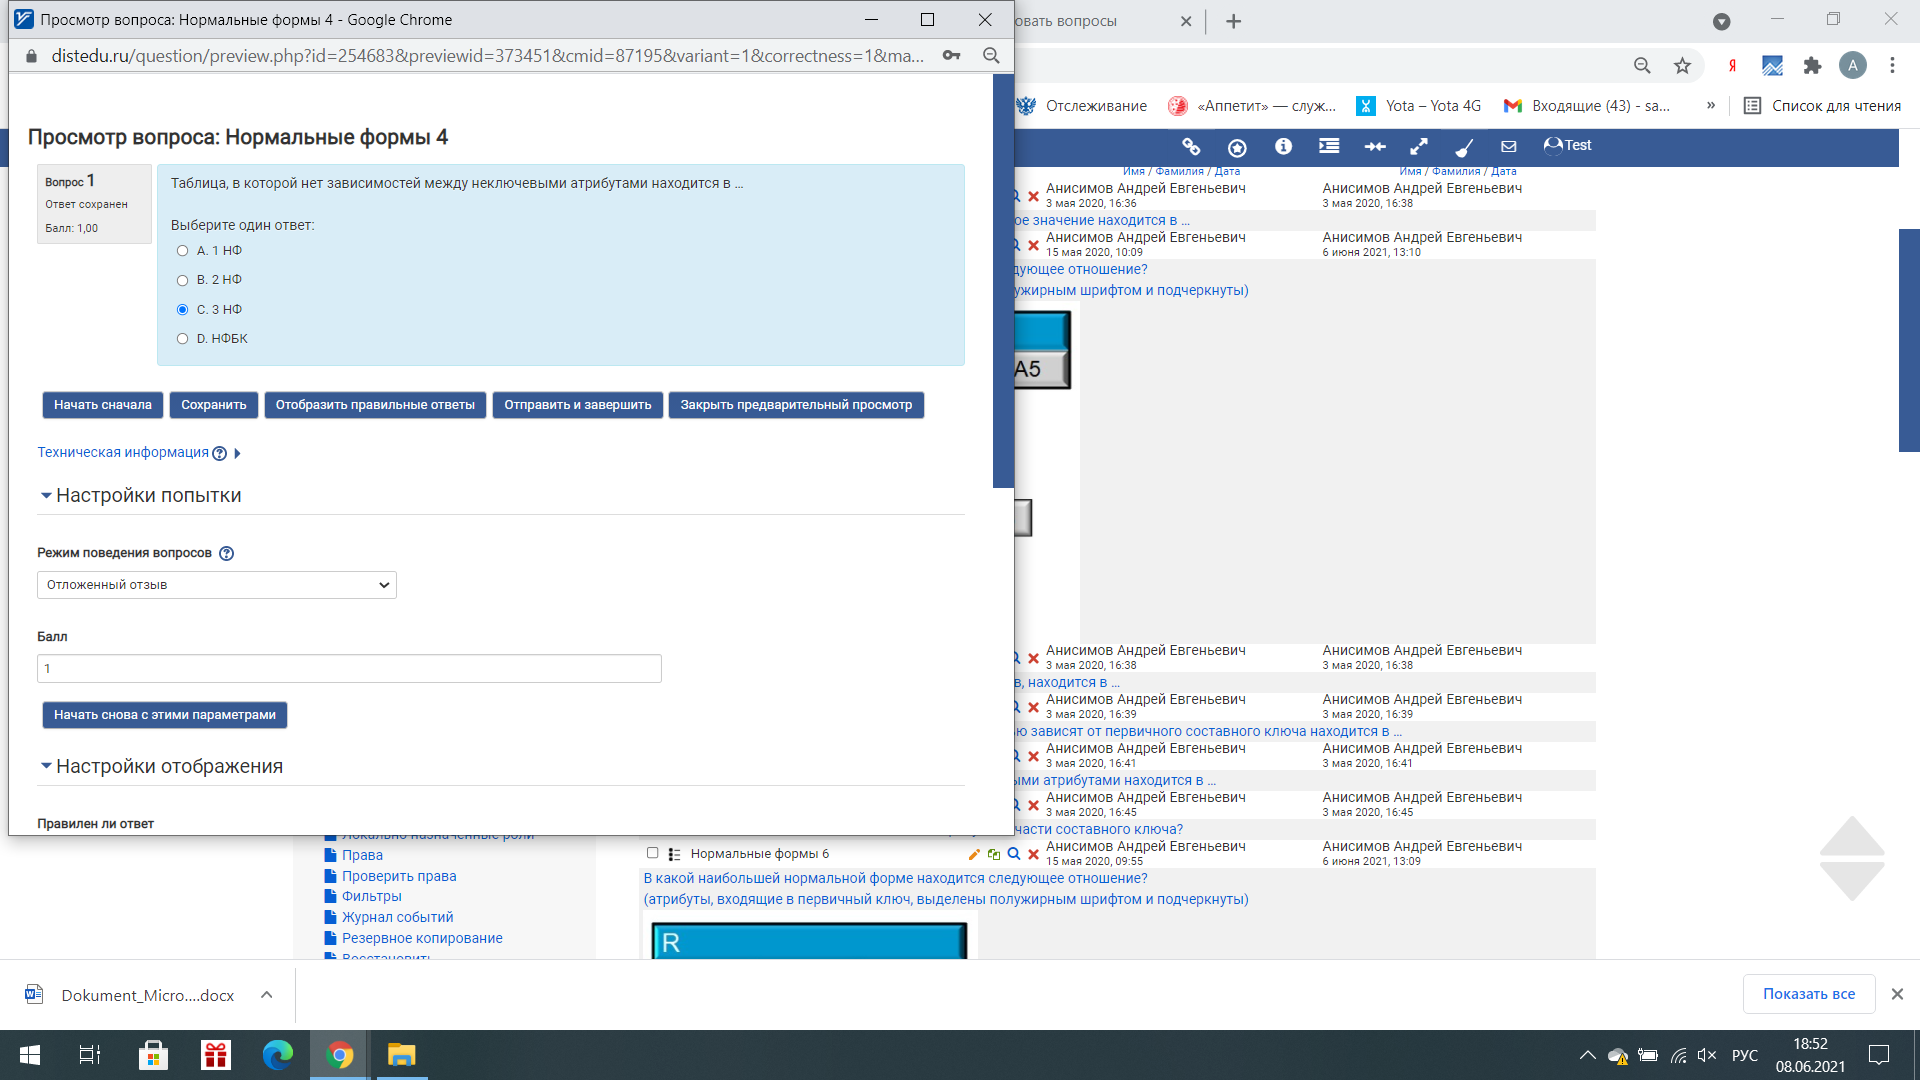 Просмотр вопроса: Нормальные формы 4 - Google Chrome
distedu.ru/question/preview.php?id=254683&previewid=373451&cmid=87195&variant=1&correctness=1&ma...
Просмотр вопроса: Нормальные формы 4
Вопрос 1
Ответ сохранен
Балл: 1,00
Таблица, в которой нет зависимостей между неключевыми атрибутами находится в ...
Выберите один ответ:
A. 1 НФ
B. 2 НФ
C. 3 НФ
D. НФБК
Начать сначала
Сохранить
Отобразить правильные ответы
Отправить и завершить
Закрыть предварительный просмотр
Техническая информация
Настройки попытки
Режим поведения вопросов
Отложенный отзыв
Балл
1
Начать снова с этими параметрами
Настройки отображения
Правилен ли ответ
овать вопросы
Я
A
Отслеживание
«Аппетит» — служ...
Yota – Yota 4G
Входящие (43) - sa...
»
Список для чтения
Test
Имя / Фамилия / Дата
Имя / Фамилия / Дата
Анисимов Андрей Евгеньевич
Анисимов Андрей Евгеньевич
3 мая 2020, 16:36
3 мая 2020, 16:38
ое значение находится в ...
Анисимов Андрей Евгеньевич
Анисимов Андрей Евгеньевич
15 мая 2020, 10:09
6 июня 2021, 13:10
дующее отношение?
ужирным шрифтом и подчеркнуты)
A5
Анисимов Андрей Евгеньевич
Анисимов Андрей Евгеньевич
3 мая 2020, 16:38
3 мая 2020, 16:38
в, находится в ...
Анисимов Андрей Евгеньевич
Анисимов Андрей Евгеньевич
3 мая 2020, 16:39
3 мая 2020, 16:39
ю зависят от первичного составного ключа находится в ...
Анисимов Андрей Евгеньевич
Анисимов Андрей Евгеньевич
3 мая 2020, 16:41
3 мая 2020, 16:41
ыми атрибутами находится в ...
Анисимов Андрей Евгеньевич
Анисимов Андрей Евгеньевич
3 мая 2020, 16:45
3 мая 2020, 16:45
части составного ключа?
Нормальные формы 6
Анисимов Андрей Евгеньевич
Анисимов Андрей Евгеньевич
15 мая 2020, 09:55
6 июня 2021, 13:09
В какой наибольшей нормальной форме находится следующее отношение?
(атрибуты, входящие в первичный ключ, выделены полужирным шрифтом и подчеркнуты)
R
Локально назначенные роли
Права
Проверить права
Фильтры
Журнал событий
Резервное копирование
Восстановить
Dokument_Micro....docx
Показать все
РУС
18:52
08.06.2021